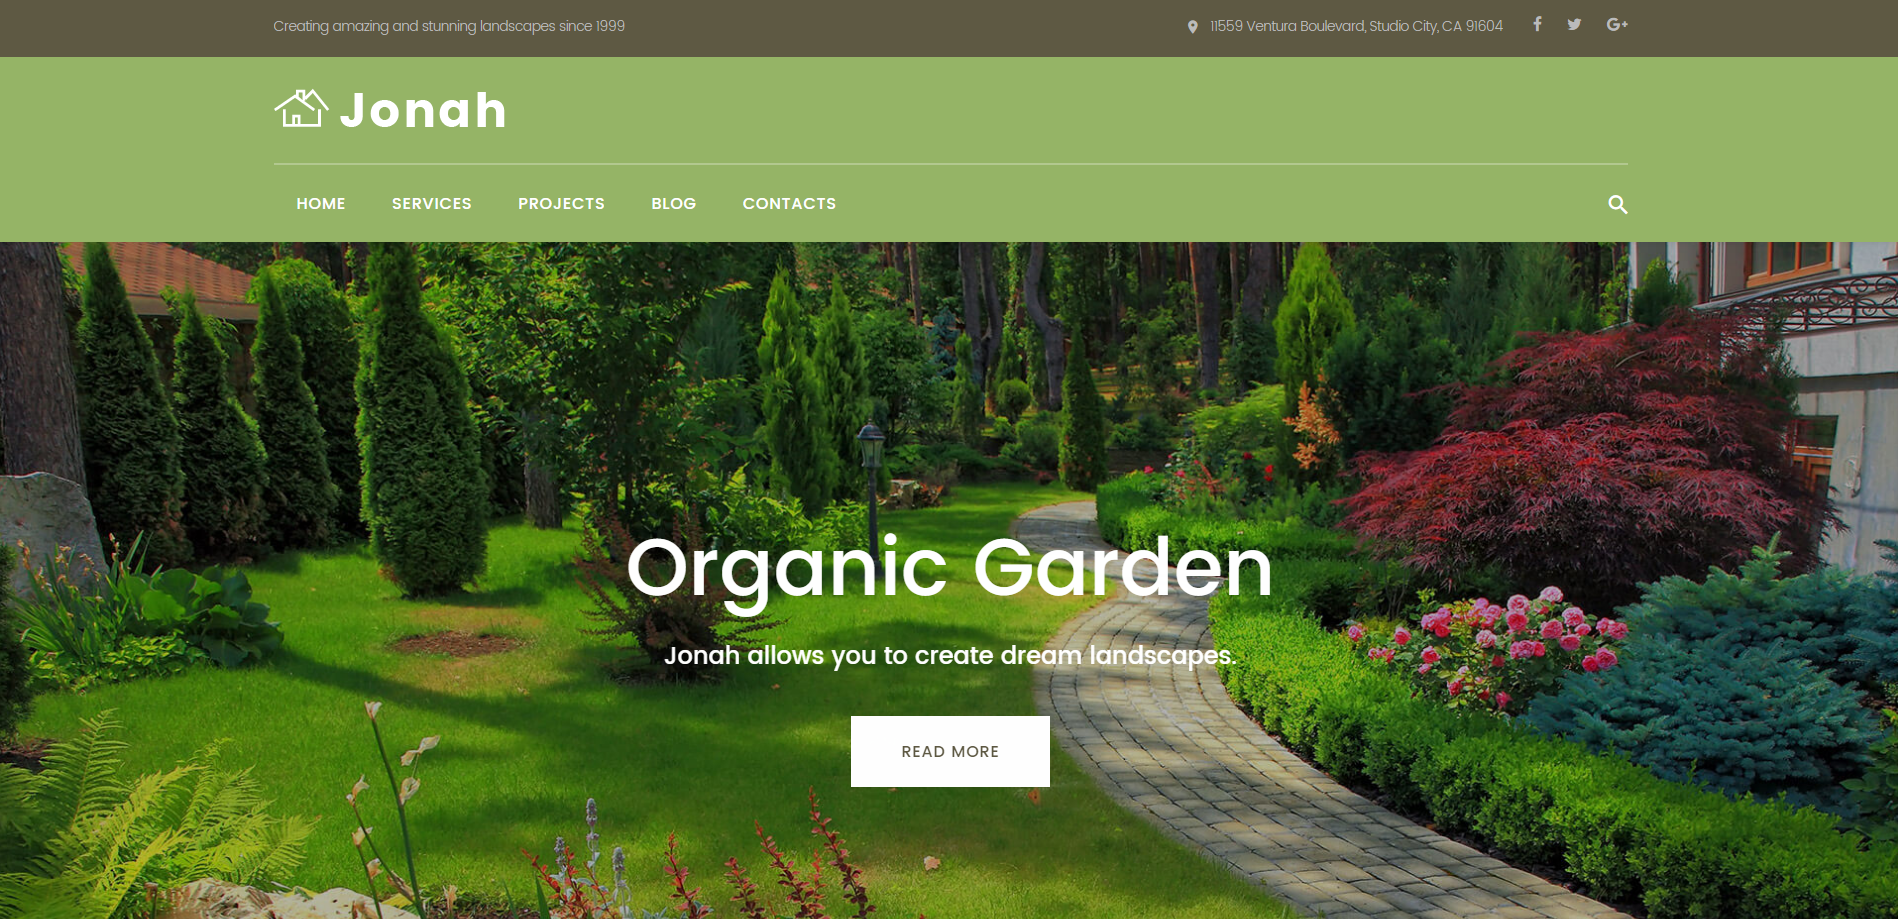 Creating amazing and stunning landscapes since 1999
11559 Ventura Boulevard, Studio City, CA 91604
Jonah
HOME SERVICES PROJECTS BLOG CONTACTS
Organic Garden
Jonah allows you to create dream landscapes.
READ MORE